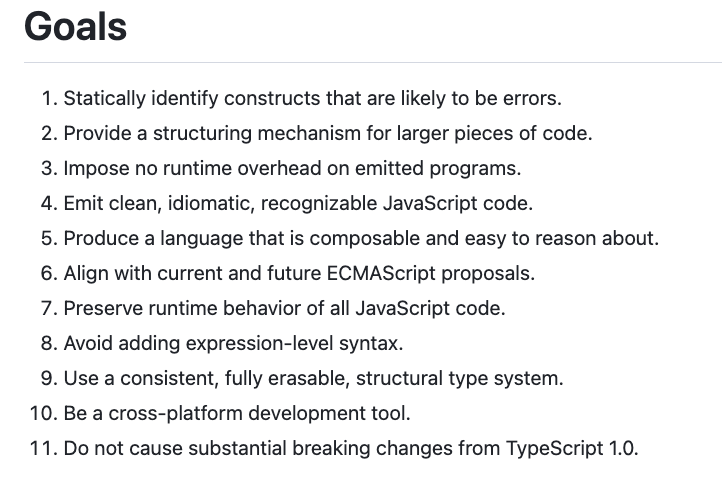 Goals
1. Statically identify constructs that are likely to be errors.
2. Provide a structuring mechanism for larger pieces of code.
3. Impose no runtime overhead on emitted programs.
4. Emit clean, idiomatic, recognizable JavaScript code.
5. Produce a language that is composable and easy to reason about.
6. Align with current and future ECMAScript proposals.
7. Preserve runtime behavior of all JavaScript code.
8. Avoid adding expression-level syntax.
9. Use a consistent, fully erasable, structural type system.
10. Be a cross-platform development tool.
11. Do not cause substantial breaking changes from TypeScript 1.0.